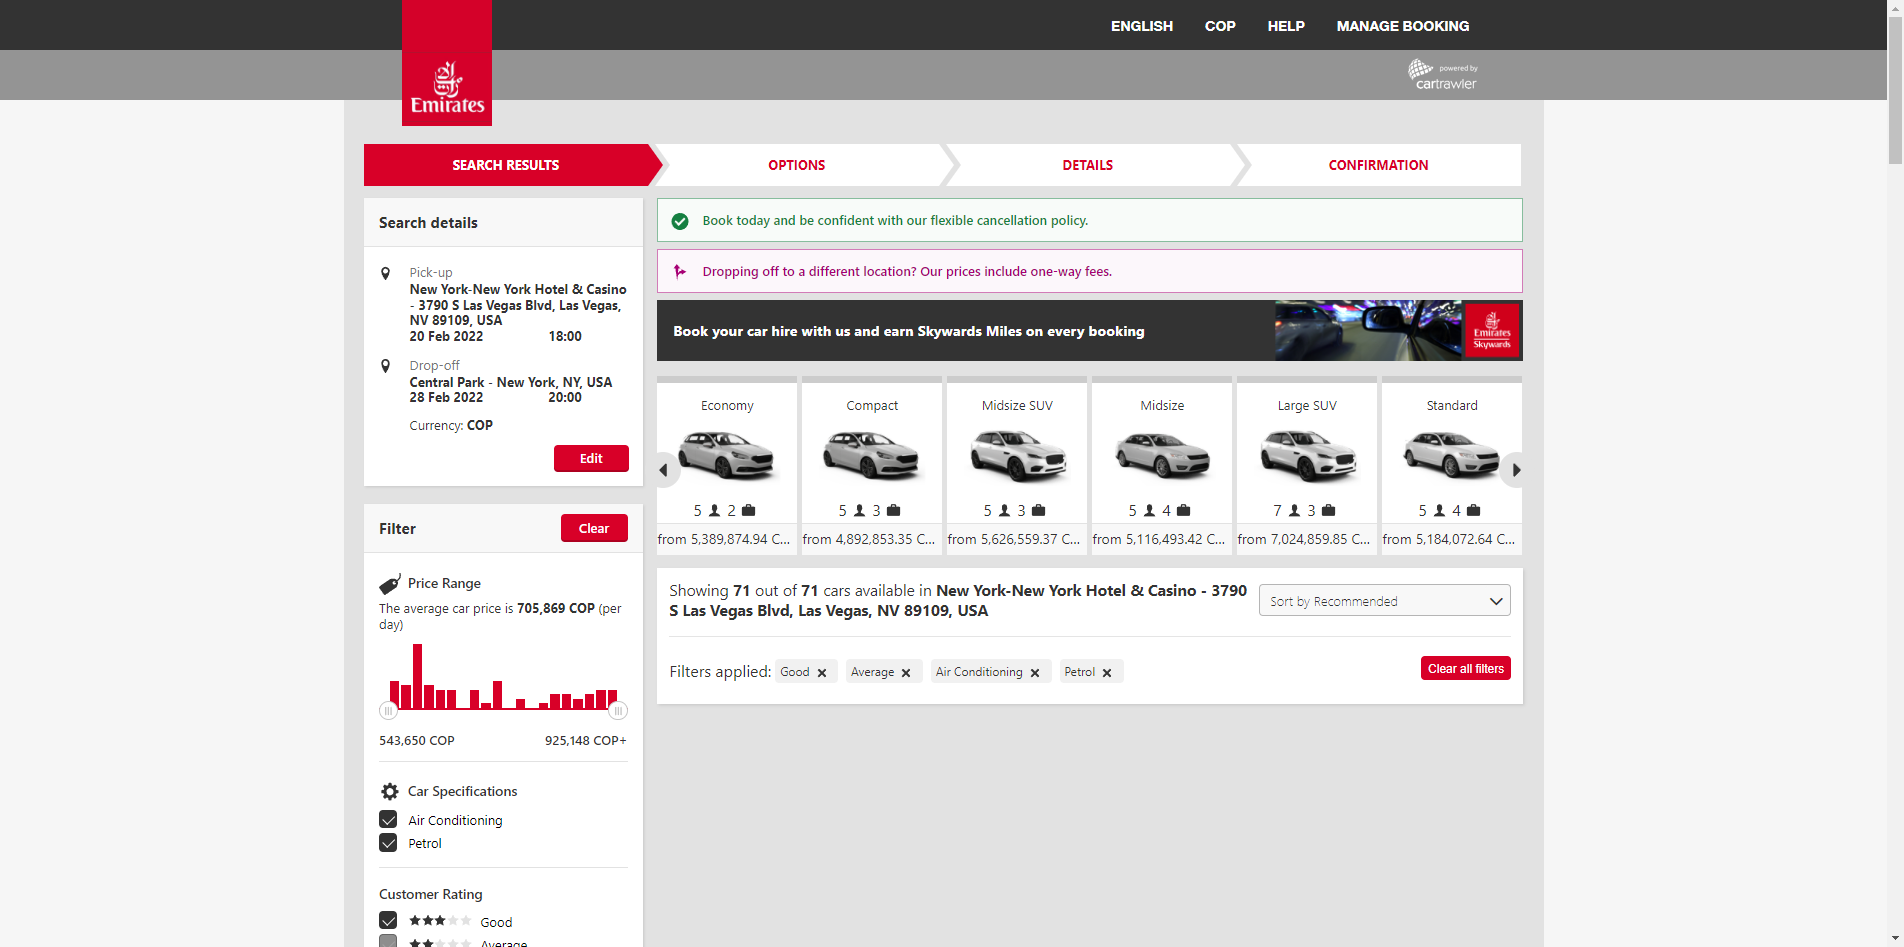 ENGLISH
COP
HELP
MANAGE BOOKING
Emirates
powered by
cartrawler
SEARCH RESULTS
OPTIONS
DETAILS
CONFIRMATION
Search details
Pick-up
New York-New York Hotel & Casino
- 3790 S Las Vegas Blvd, Las Vegas,
NV 89109, USA
20 Feb 2022 18:00
Drop-off
Central Park - New York, NY, USA
28 Feb 2022 20:00
Currency: COP
Edit
Filter
Clear
Price Range
The average car price is 705,869 COP (per
day)
543,650 COP 925,148 COP+
Car Specifications
Air Conditioning
Petrol
Customer Rating
Good
Average
Book today and be confident with our flexible cancellation policy.
Dropping off to a different location? Our prices include one-way fees.
Book your car hire with us and earn Skywards Miles on every booking
Emirates
Skywards
Economy
5 2
from 5,389,874.94 C...
Compact
5 3
from 4,892,853.35 C...
Midsize SUV
5 3
from 5,626,559.37 C...
Midsize
5 4
from 5,116,493.42 C...
Large SUV
7 3
from 7,024,859.85 C...
Standard
5 4
from 5,184,072.64 C...
Showing 71 out of 71 cars available in New York-New York Hotel & Casino - 3790
S Las Vegas Blvd, Las Vegas, NV 89109, USA
Sort by Recommended
Filters applied: Good Average Air Conditioning Petrol
Clear all filters